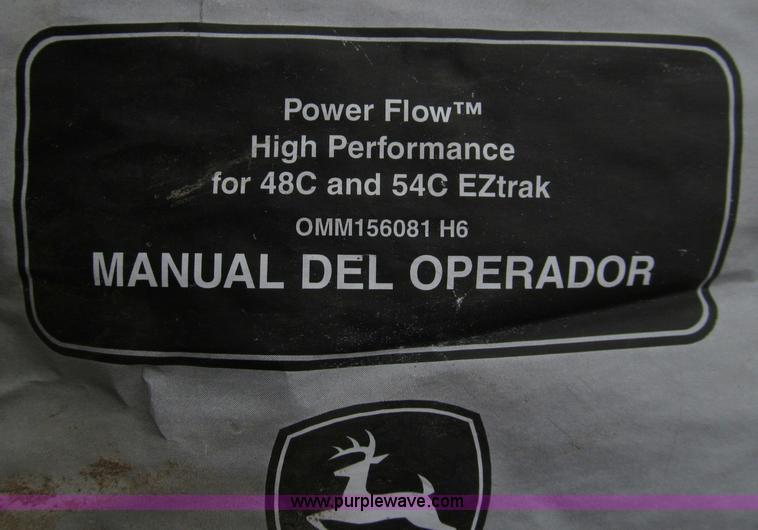 Power Flow™
High Performance
for 48C and 54C EZtrak
OMM156081 H6
MANUAL DEL OPERADOR
www.purplewave.com